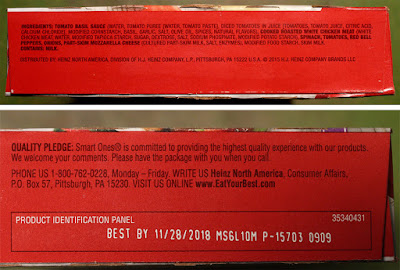 INGREDIENTS: TOMATO BASIL SAUCE (WATER, TOMATO PUREE [WATER, TOMATO PASTE], DICED TOMATOES IN JUICE [TOMATOES, TOMATO JUICE, CITRIC ACID,
CALCIUM CHLORIDE], MODIFIED CORNSTARCH, BASIL, GARLIC, SALT, OLIVE OIL, SPICES, NATURAL FLAVORS), COOKED ROASTED WHITE CHICKEN MEAT (WHITE
CHICKEN MEAT, WATER, MODIFIED TAPIOCA STARCH, SUGAR, DEXTROSE, SALT, SODIUM PHOSPHATE, MODIFIED POTATO STARCH), SPINACH, TOMATOES, RED BELL
PEPPERS, ONIONS, PART-SKIM MOZZARELLA CHEESE (CULTURED PART-SKIM MILK, SALT, ENZYMES), MODIFIED FOOD STARCH, SKIM MILK.
CONTAINS: MILK.
DISTRIBUTED BY: HEINZ NORTH AMERICA DIVISION OF H.J. HEINZ COMPANY, L.P., PITTSBURGH, PA 15222 U.S.A. © 2015 H.J. HEINZ COMPANY BRANDS LLC
QUALITY PLEDGE: Smart Ones® is committed to providing the highest quality experience with our products.
We welcome your comments. Please have the package with you when you call.
PHONE US 1-800-762-0228, Monday – Friday. WRITE US Heinz North America, Consumer Affairs,
P.O. Box 57, Pittsburgh, PA 15230. VISIT US ONLINE www.EatYourBest.com
PRODUCT IDENTIFICATION PANEL 35340431
BEST BY 11/28/2018 MS6L10M P-15703 0909